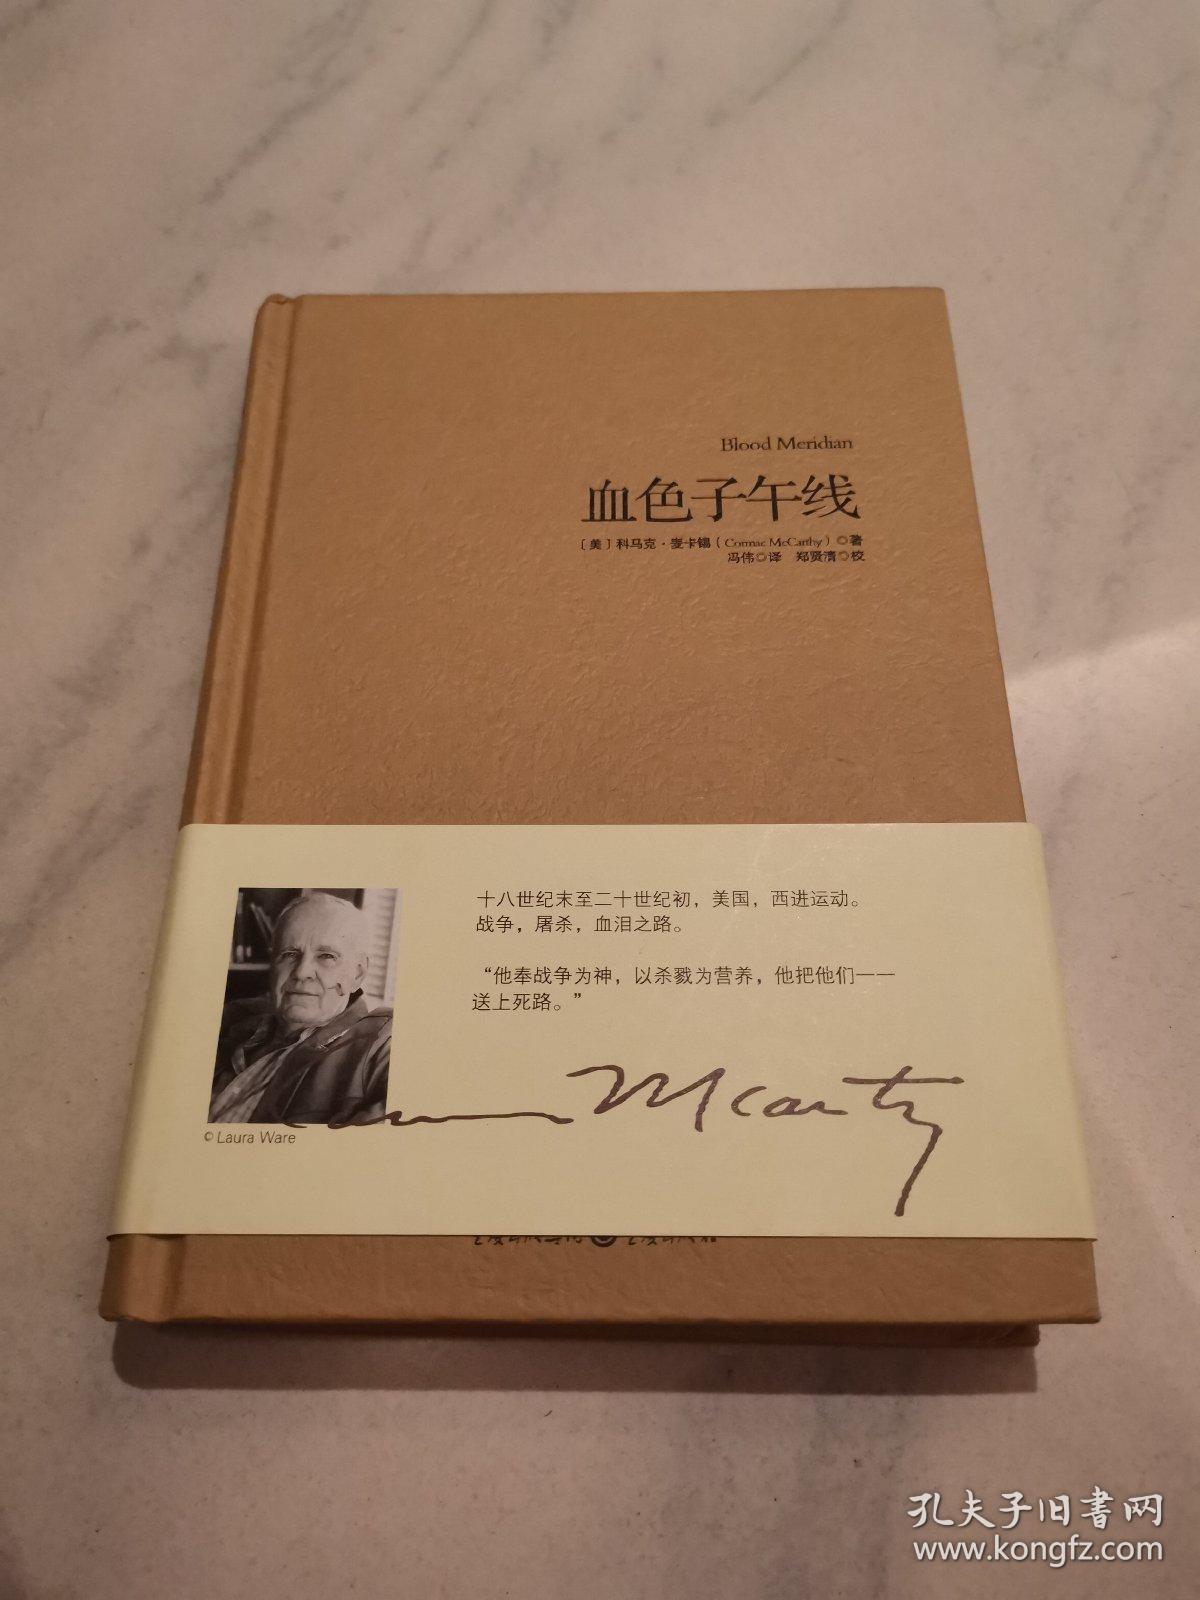 Blood Meridian
血色子午线
［美］科马克·麦卡锡（Cormac McCarthy）◎著
冯伟◎译 郑贤清◎校
十八世纪末至二十世纪初，美国，西进运动。
战争，屠杀，血泪之路。
“他奉战争为神，以杀戮为营养，他把他们——
送上死路。”
McCarthy
© Laura Ware
孔夫子旧书网
www.kongfz.com